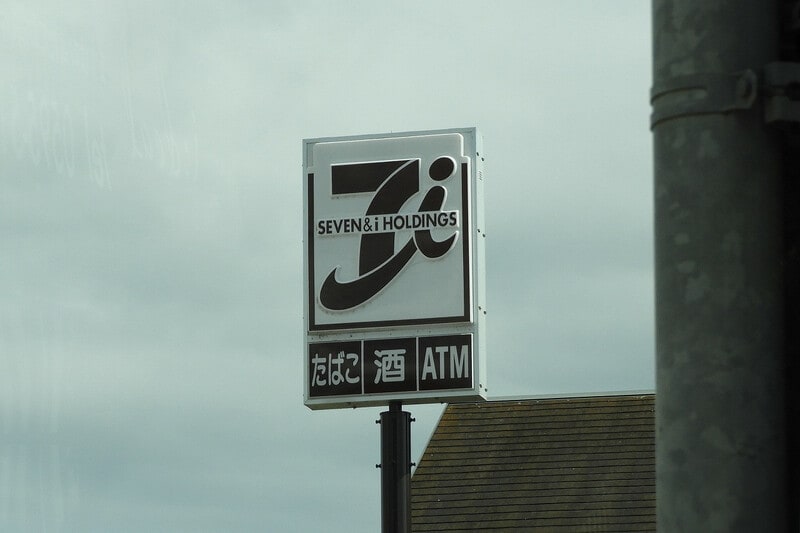 7i
SEVEN & i HOLDINGS
たばこ 酒 ATM